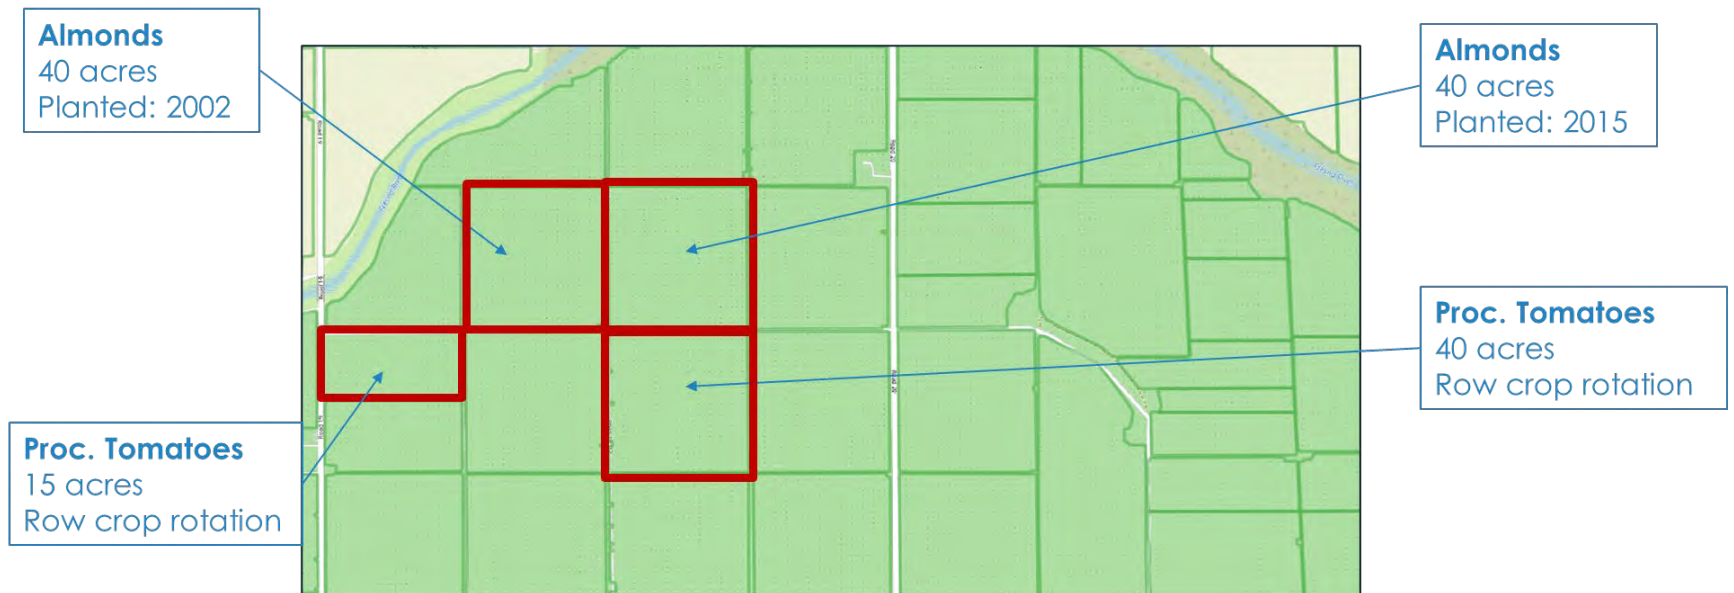 Almonds
40 acres
Planted: 2002
Almonds
40 acres
Planted: 2015
Proc. Tomatoes
40 acres
Row crop rotation
Proc. Tomatoes
15 acres
Row crop rotation